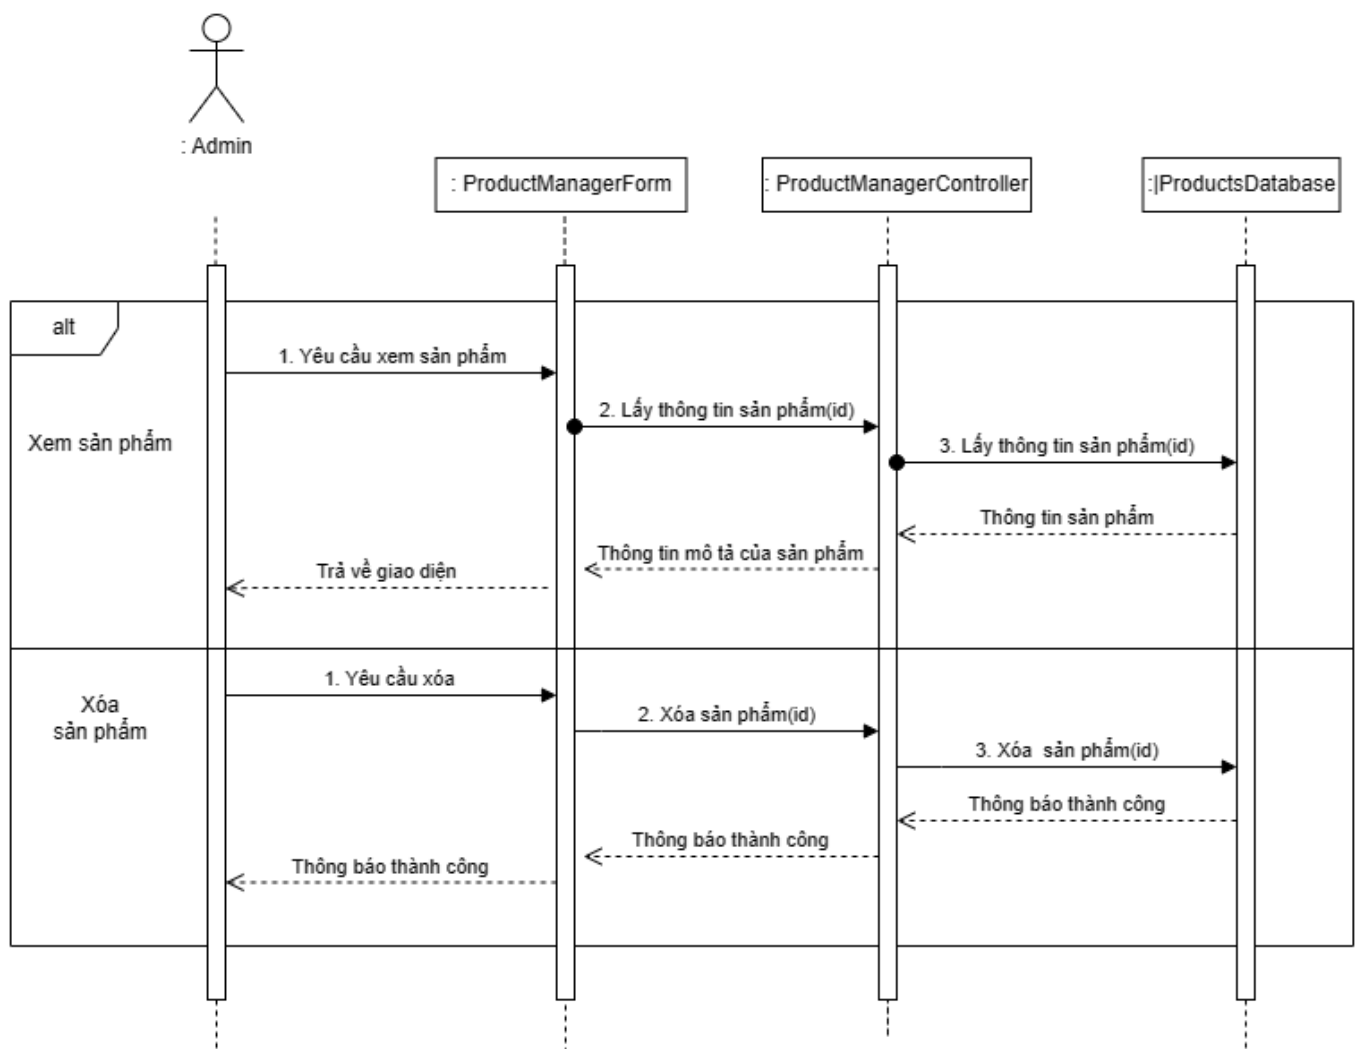 : Admin
: ProductManagerForm
: ProductManagerController
:|ProductsDatabase
alt
1. Yêu cầu xem sản phẩm
2. Lấy thông tin sản phẩm(id)
Xem sản phẩm
3. Lấy thông tin sản phẩm(id)
Thông tin sản phẩm
Thông tin mô tả của sản phẩm
Trả về giao diện
1. Yêu cầu xóa
Xóa
sản phẩm
2. Xóa sản phẩm(id)
3. Xóa  sản phẩm(id)
Thông báo thành công
Thông báo thành công
Thông báo thành công